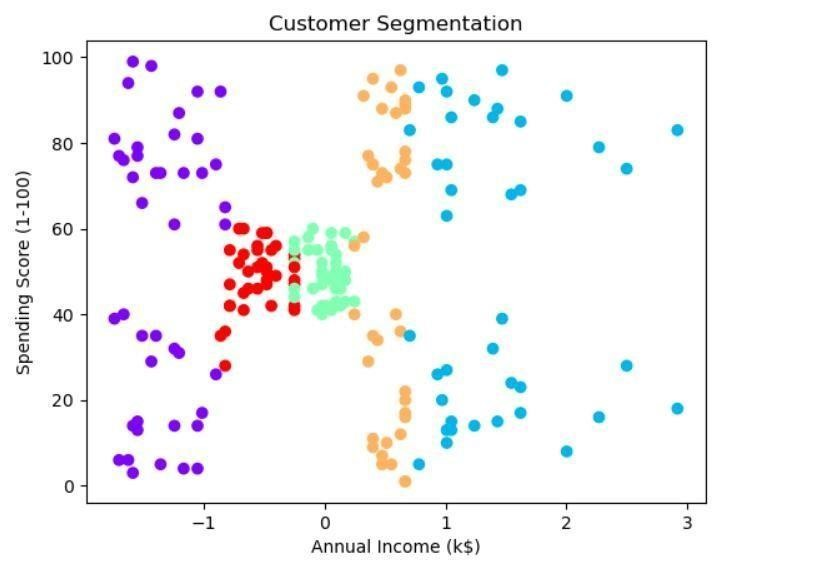 Customer Segmentation
100
80
60
40
20
0
Spending Score (1-100)
−1 0 1 2 3
Annual Income (k$)